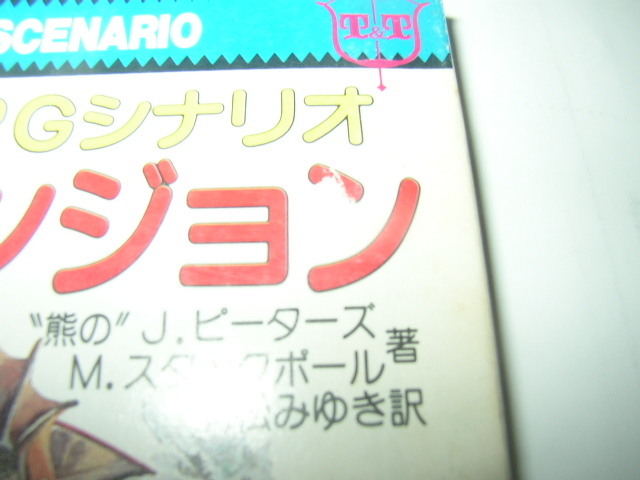 SCENARIO T&T
Gシナリオ
ンジョン
"熊の"J.ピーターズ
M.スタックポール 著
みゆき訳